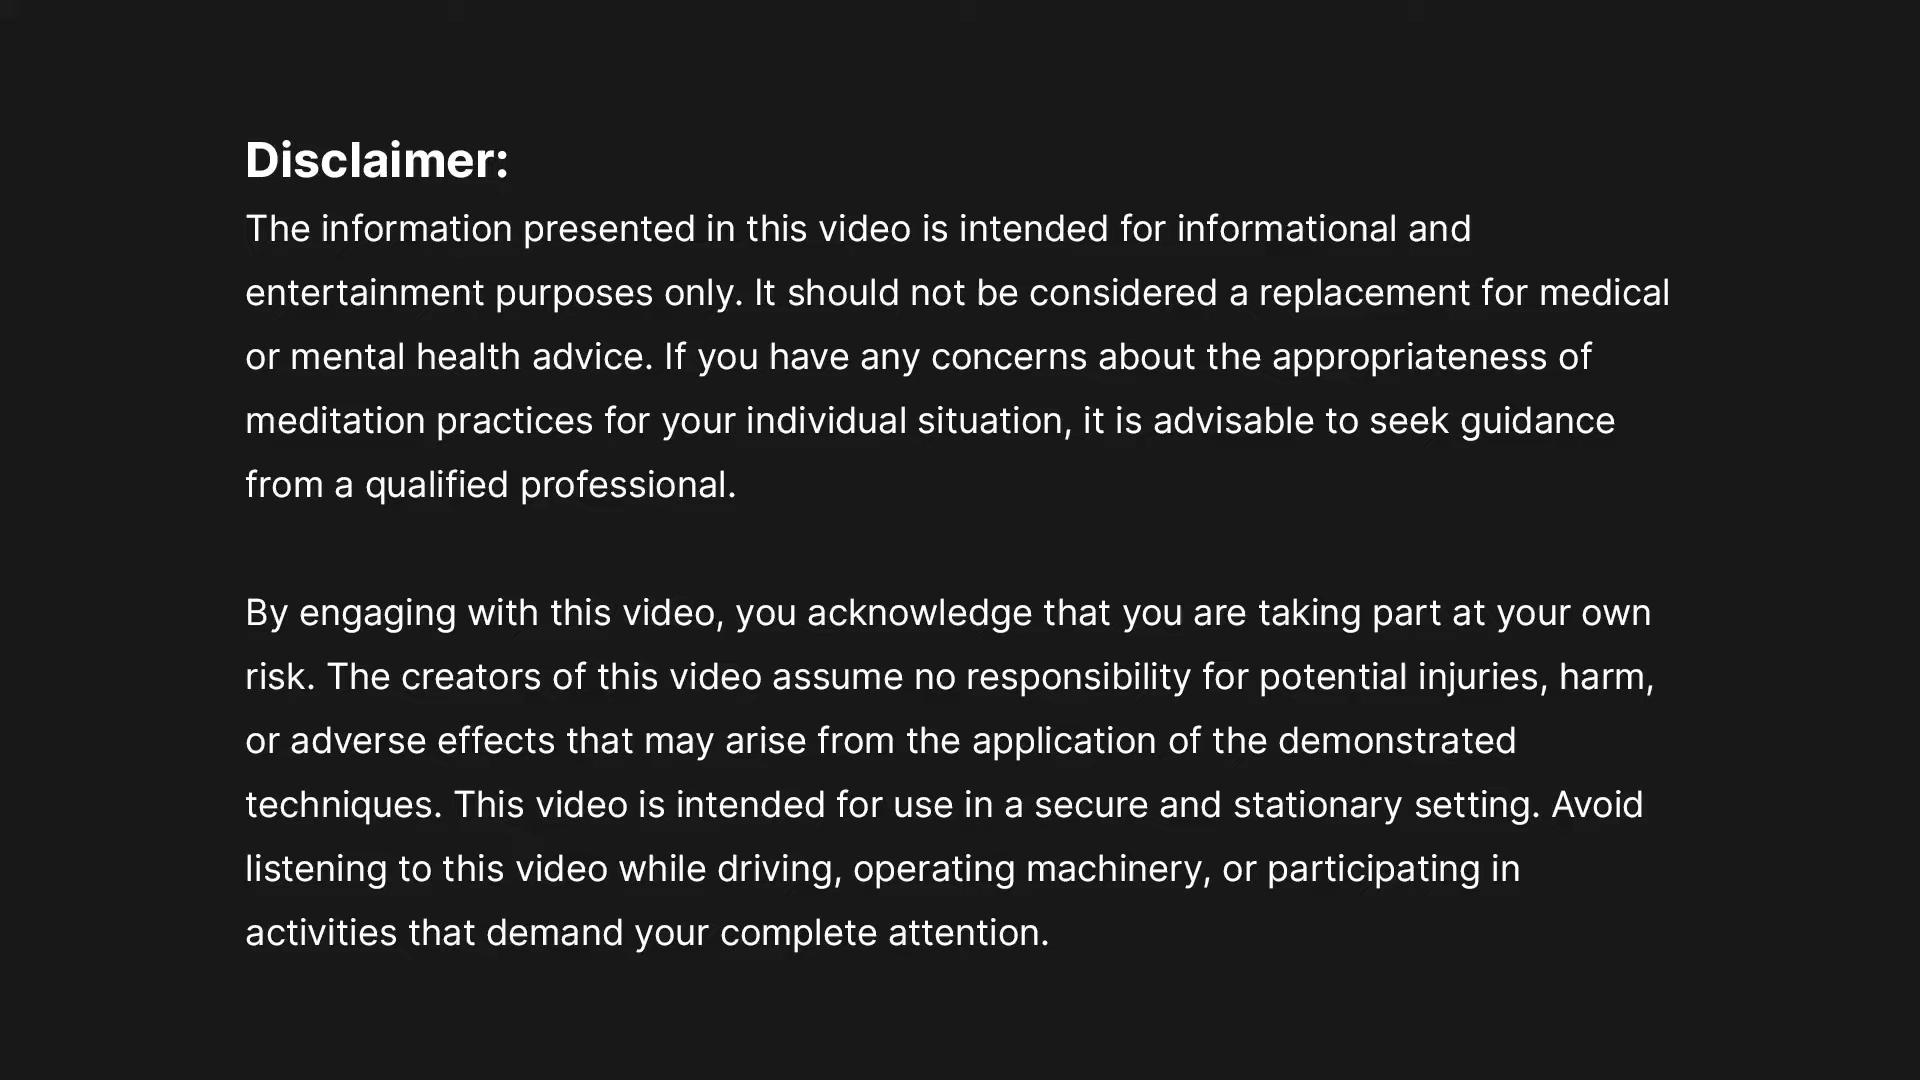 Disclaimer:
The information presented in this video is intended for informational and
entertainment purposes only. It should not be considered a replacement for medical
or mental health advice. If you have any concerns about the appropriateness of
meditation practices for your individual situation, it is advisable to seek guidance
from a qualified professional.
By engaging with this video, you acknowledge that you are taking part at your own
risk. The creators of this video assume no responsibility for potential injuries, harm,
or adverse effects that may arise from the application of the demonstrated
techniques. This video is intended for use in a secure and stationary setting. Avoid
listening to this video while driving, operating machinery, or participating in
activities that demand your complete attention.